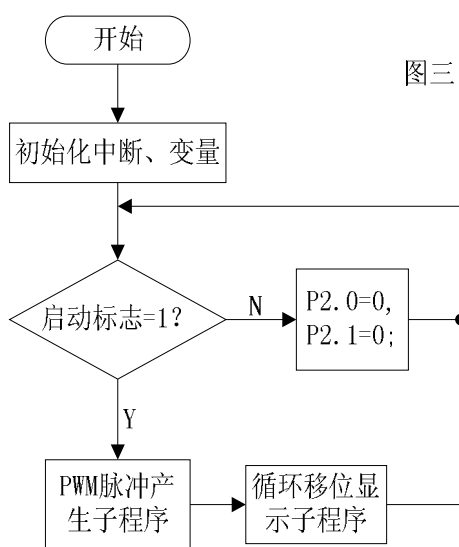 开始
图三
初始化中断、变量
启动标志=1?
N
P2.0=0,
P2.1=0;
Y
PWM脉冲产
生子程序
循环移位显
示子程序